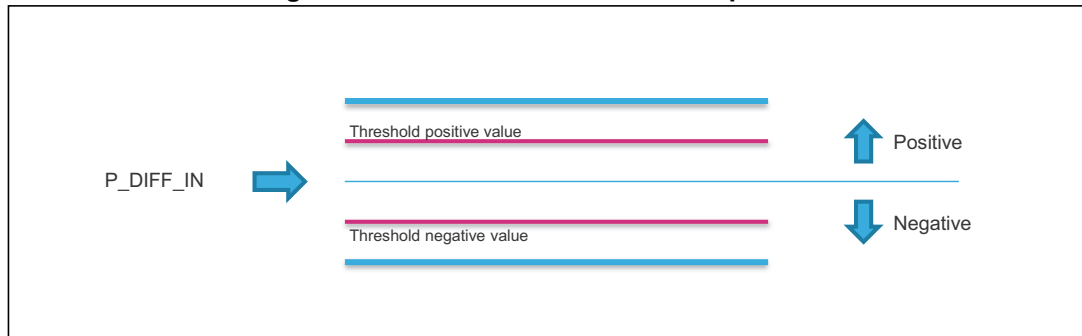 Threshold positive value
Positive
P_DIFF_IN
Negative
Threshold negative value